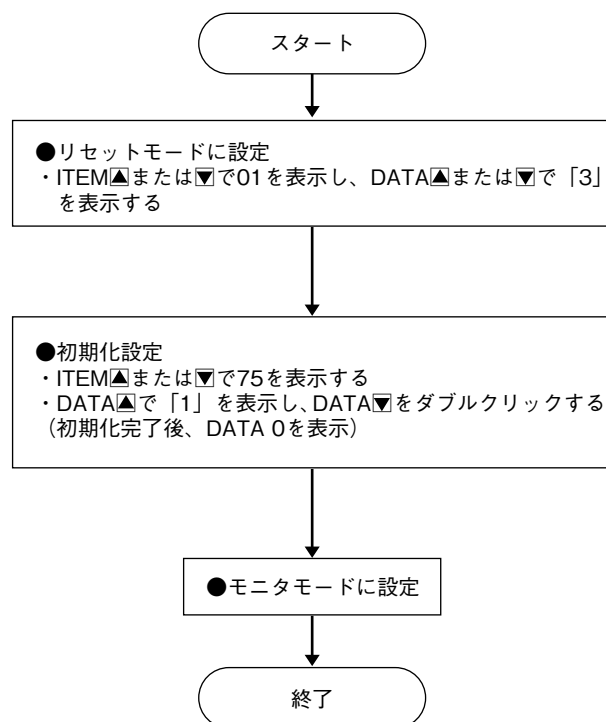 スタート
●リセットモードに設定
・ITEM▲または▼で01を表示し、DATA▲または▼で「3」
を表示する
●初期化設定
・ITEM▲または▼で75を表示する
・DATA▲で「1」を表示し、DATA▼をダブルクリックする
（初期化完了後、DATA 0を表示）
●モニタモードに設定
終了